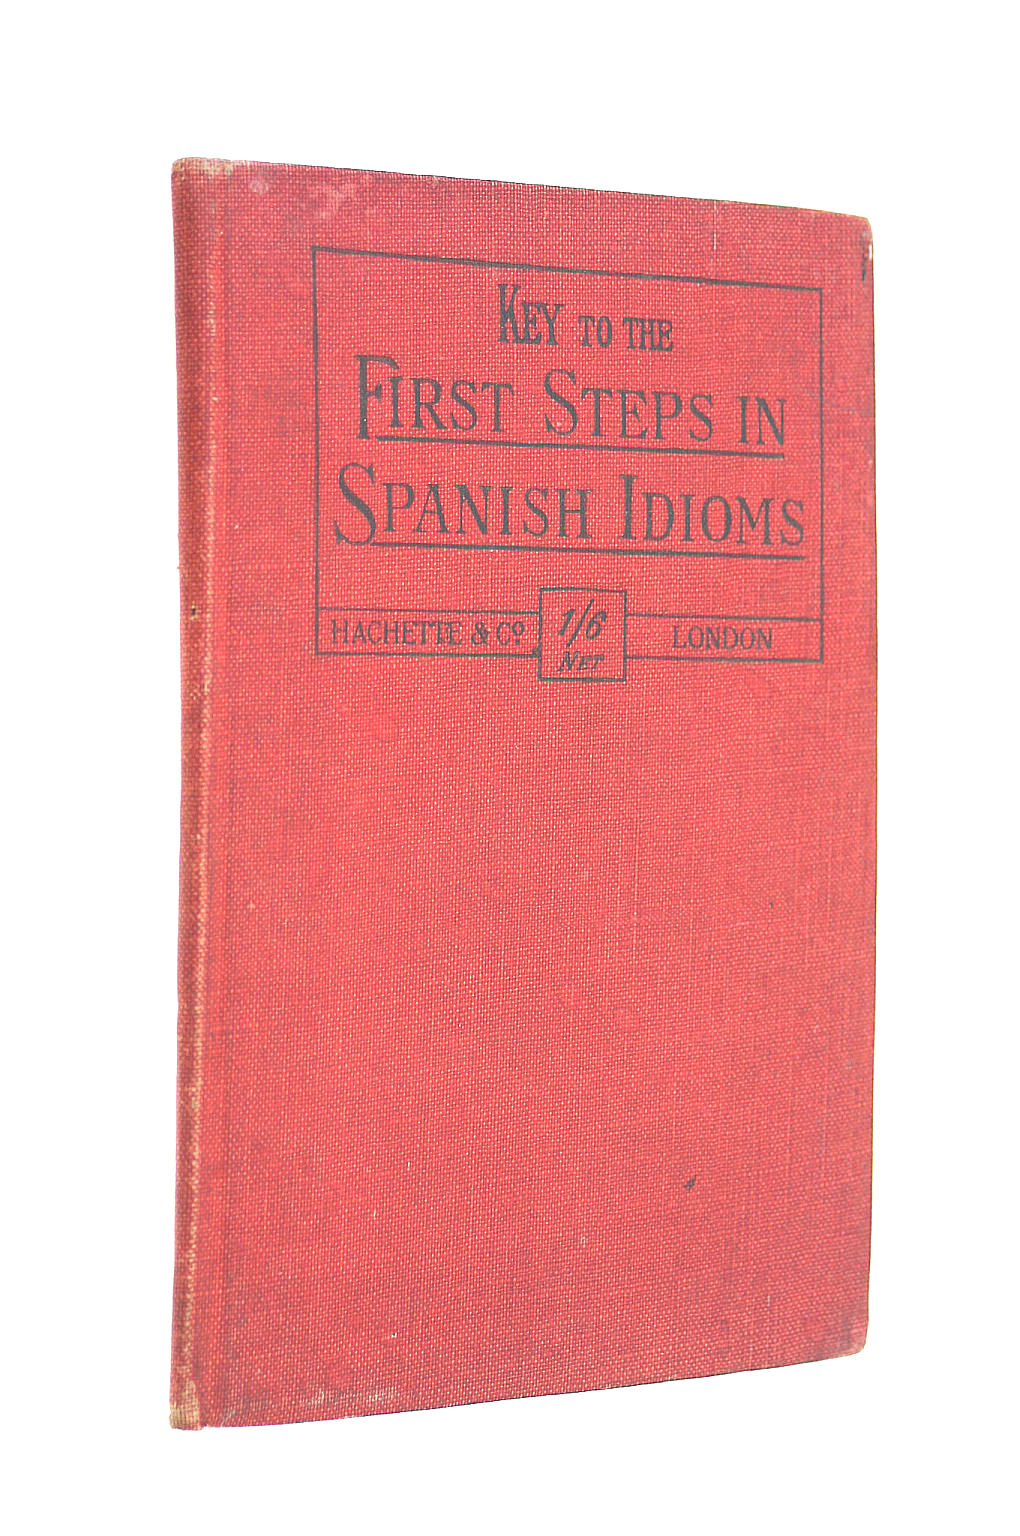 KEY TO THE
FIRST STEPS IN
SPANISH IDIOMS
HACHETTE & Cº
1/6
NET
LONDON